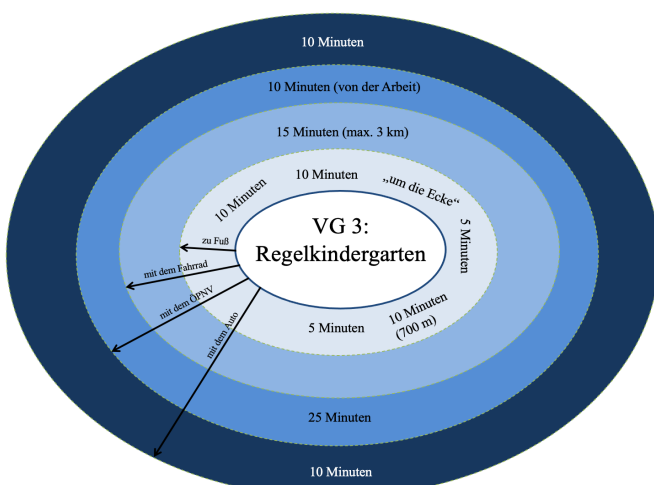 10 Minuten
10 Minuten (von der Arbeit)
15 Minuten (max. 3 km)
10 Minuten
„um die Ecke“
10 Minuten
5 Minuten
VG 3:
Regelkindergarten
zu Fuß
mit dem Fahrrad
mit dem ÖPNV
mit dem Auto
5 Minuten
10 Minuten
(700 m)
25 Minuten
10 Minuten